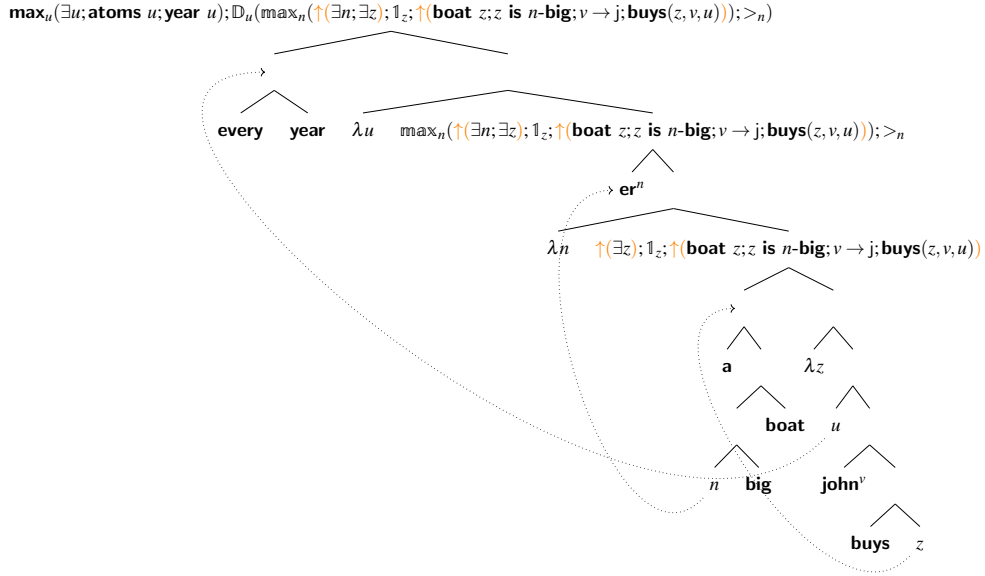 max_u(∃u; atoms u; year u); 𝔻_u(𝕞𝕒𝕩_n(↑(∃n; ∃z); 𝟙_z; ↑(boat z; z is n-big; v → j; buys(z, v, u))); >_n)
every year λu 𝕞𝕒𝕩_n(↑(∃n; ∃z); 𝟙_z; ↑(boat z; z is n-big; v → j; buys(z, v, u))); >_n
er^n
λn ↑(∃z); 𝟙_z; ↑(boat z; z is n-big; v → j; buys(z, v, u))
a λz
boat u
n big john^v
buys z